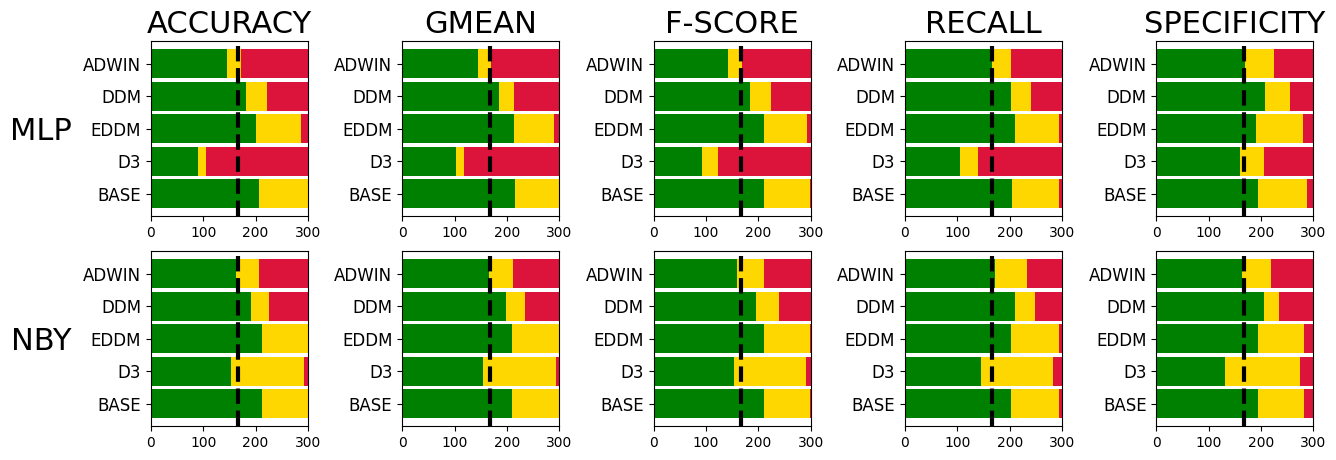 ACCURACY GMEAN F-SCORE RECALL SPECIFICITY
MLP
ADWIN ADWIN ADWIN ADWIN ADWIN
DDM DDM DDM DDM DDM
EDDM EDDM EDDM EDDM EDDM
D3 D3 D3 D3 D3
BASE BASE BASE BASE BASE
0 100 200 300 0 100 200 300 0 100 200 300 0 100 200 300 0 100 200 300
NBY
ADWIN ADWIN ADWIN ADWIN ADWIN
DDM DDM DDM DDM DDM
EDDM EDDM EDDM EDDM EDDM
D3 D3 D3 D3 D3
BASE BASE BASE BASE BASE
0 100 200 300 0 100 200 300 0 100 200 300 0 100 200 300 0 100 200 300